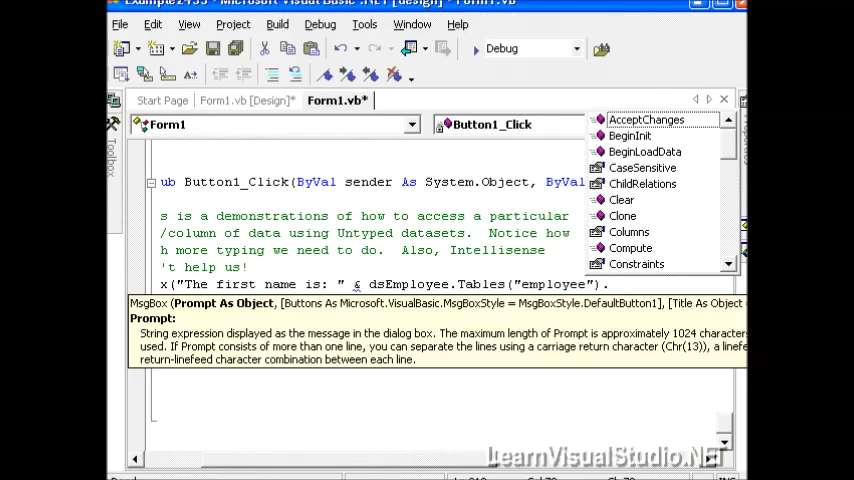 Example2433 - Microsoft Visual Basic .NET [design] - Form1.vb*
File Edit View Project Build Debug Tools Window Help
Debug
Start Page Form1.vb [Design]* Form1.vb*
Form1 Button1_Click
Toolbox
AcceptChanges
BeginInit
BeginLoadData
CaseSensitive
ChildRelations
Clear
Clone
Columns
Compute
Constraints
ub Button1_Click(ByVal sender As System.Object, ByVal
s is a demonstrations of how to access a particular
/column of data using Untyped datasets. Notice how
h more typing we need to do. Also, Intellisense
't help us!
x("The first name is: " & dsEmployee.Tables("employee").
MsgBox (Prompt As Object, [Buttons As Microsoft.VisualBasic.MsgBoxStyle = MsgBoxStyle.DefaultButton1], [Title As Object =
Prompt:
String expression displayed as the message in the dialog box. The maximum length of Prompt is approximately 1024 characters
used. If Prompt consists of more than one line, you can separate the lines using a carriage return character (Chr(13)), a linef
return-linefeed character combination between each line.
LearnVisualStudio.NET